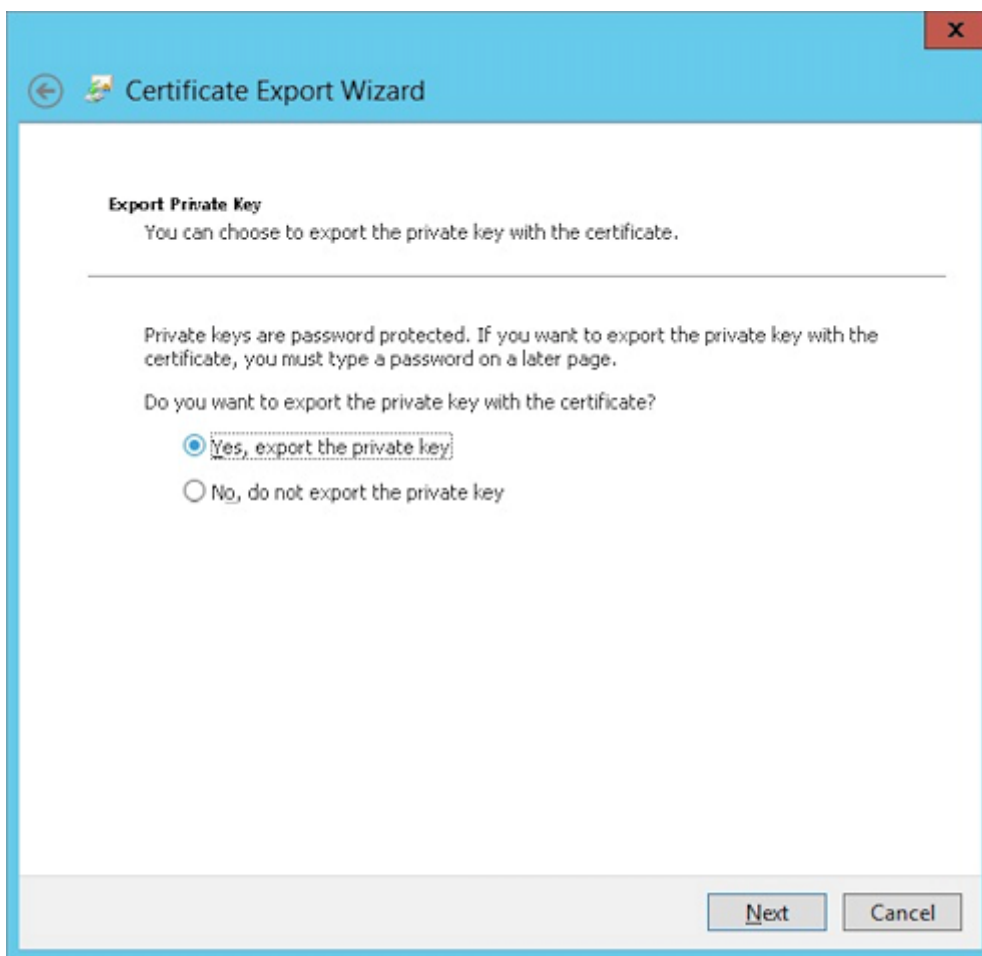 x
Certificate Export Wizard
Export Private Key
You can choose to export the private key with the certificate.
Private keys are password protected. If you want to export the private key with the
certificate, you must type a password on a later page.
Do you want to export the private key with the certificate?
Yes, export the private key
No, do not export the private key
Next
Cancel